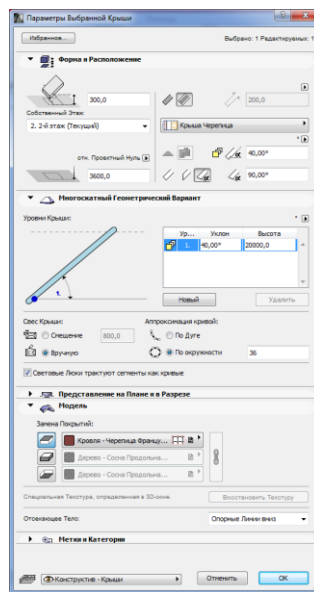 Параметры Выбранной Крыши
Избранное...
Выбрано: 1 Редактируемых: 1
Форма и Расположение
300,0
200,0
Собственный Этаж:
2. 2-й этаж (Текущий)
Крыша Черепица
отн. Проектный Нуль
40,00°
3600,0
90,00°
Многоскатный Геометрический Вариант
Уровни Крыши:
Ур... Уклон Высота
1. 40,00° 20000,0
1.
Новый
Удалить
Свес Крыши:
Аппроксимация кривой:
Смещение
800,0
По Дуге
Вручную
По окружности
36
Световые Люки трактуют сегменты как кривые
Представление на Плане и в Разрезе
Модель
Замена Покрытий:
Кровля - Черепица Францу...
Дерево - Сосна Продольна...
Дерево - Сосна Продольна...
Специальная Текстура, определенная в 3D-окне.
Восстановить Текстуру
Отсекающее Тело:
Опорные Линии вниз
Метки и Категории
Конструктив - Крыши
Отменить
OK